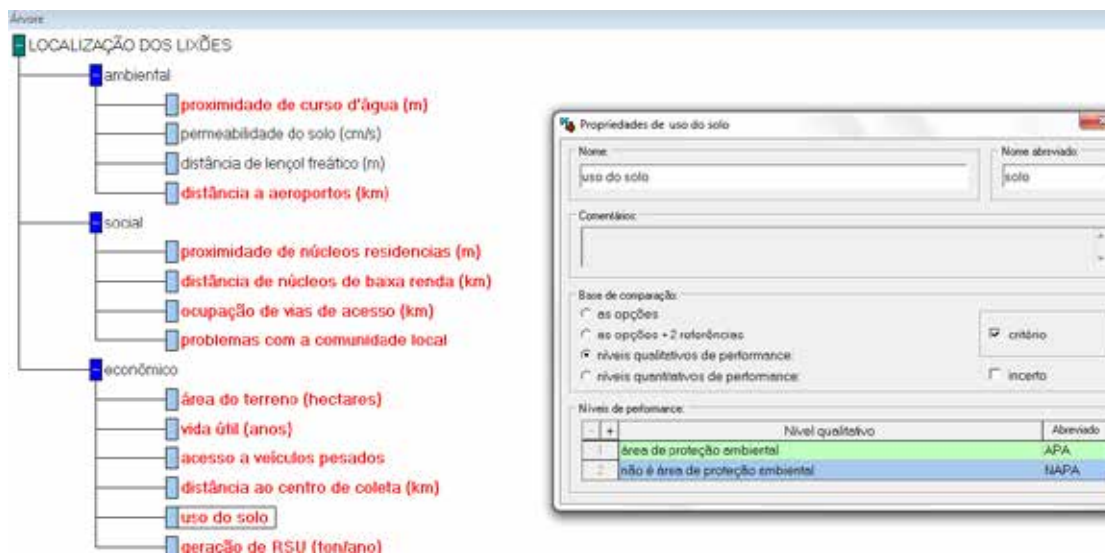 Árvore
LOCALIZAÇÃO DOS LIXÕES
ambiental
proximidade de curso d'água (m)
permeabilidade do solo (cm/s)
distância de lençol freático (m)
distância a aeroportos (km)
social
proximidade de núcleos residencias (m)
distância de núcleos de baixa renda (km)
ocupação de vias de acesso (km)
problemas com a comunidade local
econômico
área do terreno (hectares)
vida útil (anos)
acesso a veículos pesados
distância ao centro de coleta (km)
uso do solo
geração de RSU (ton/ano)
Propriedades de uso do solo
Nome: Nome abreviado:
uso do solo solo
Comentários:
Base de comparação:
as opções
as opções + 2 referências
critério
níveis qualitativos de performance:
níveis quantitativos de performance:
incerto
Níveis de performance:
- + Nível qualitativo Abreviado
1 área de proteção ambiental APA
2 não é área de proteção ambiental NAPA